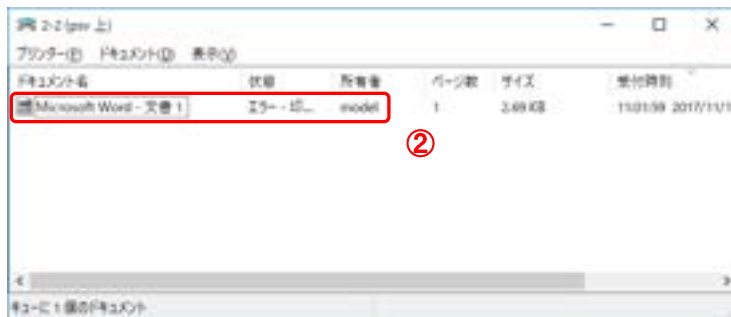 2-2 (psv 上)
プリンター(P) ドキュメント(D) 表示(V)
ドキュメント名 状態 所有者 ページ数 サイズ 受付時刻
Microsoft Word - 文書 1 エラー - 印... model 1 2.69 KB 11:01:59 2017/11/1
②
キューに 1 個のドキュメント